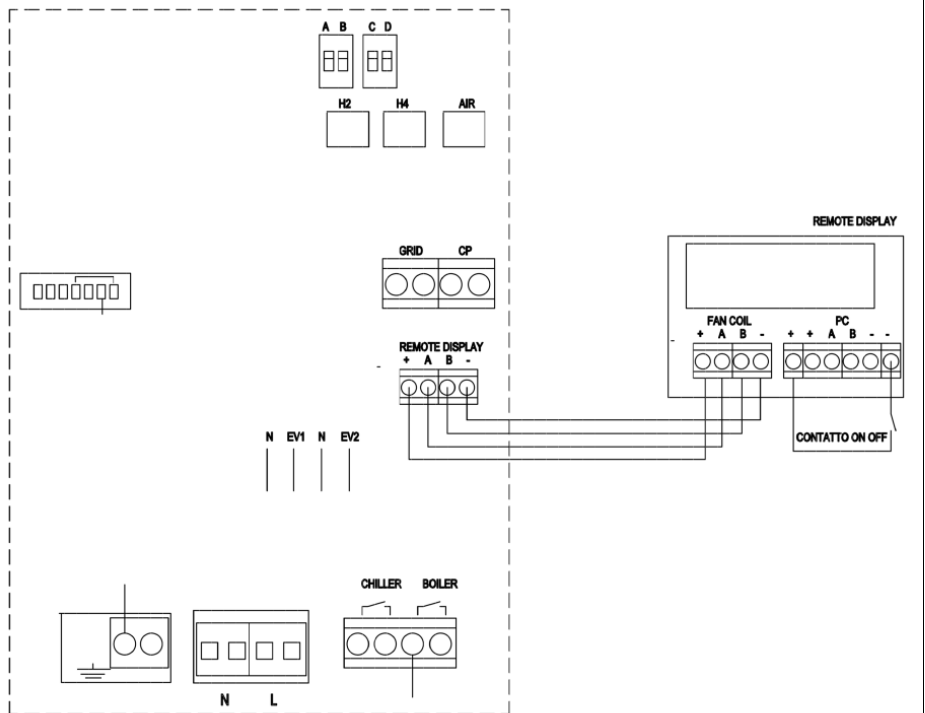 A B C D
H2 H4 AIR
REMOTE DISPLAY
GRID CP
FAN COIL PC
+ A B - + + A B - -
REMOTE DISPLAY
+ A B -
N EV1 N EV2
CONTATTO ON OFF
CHILLER BOILER
N L